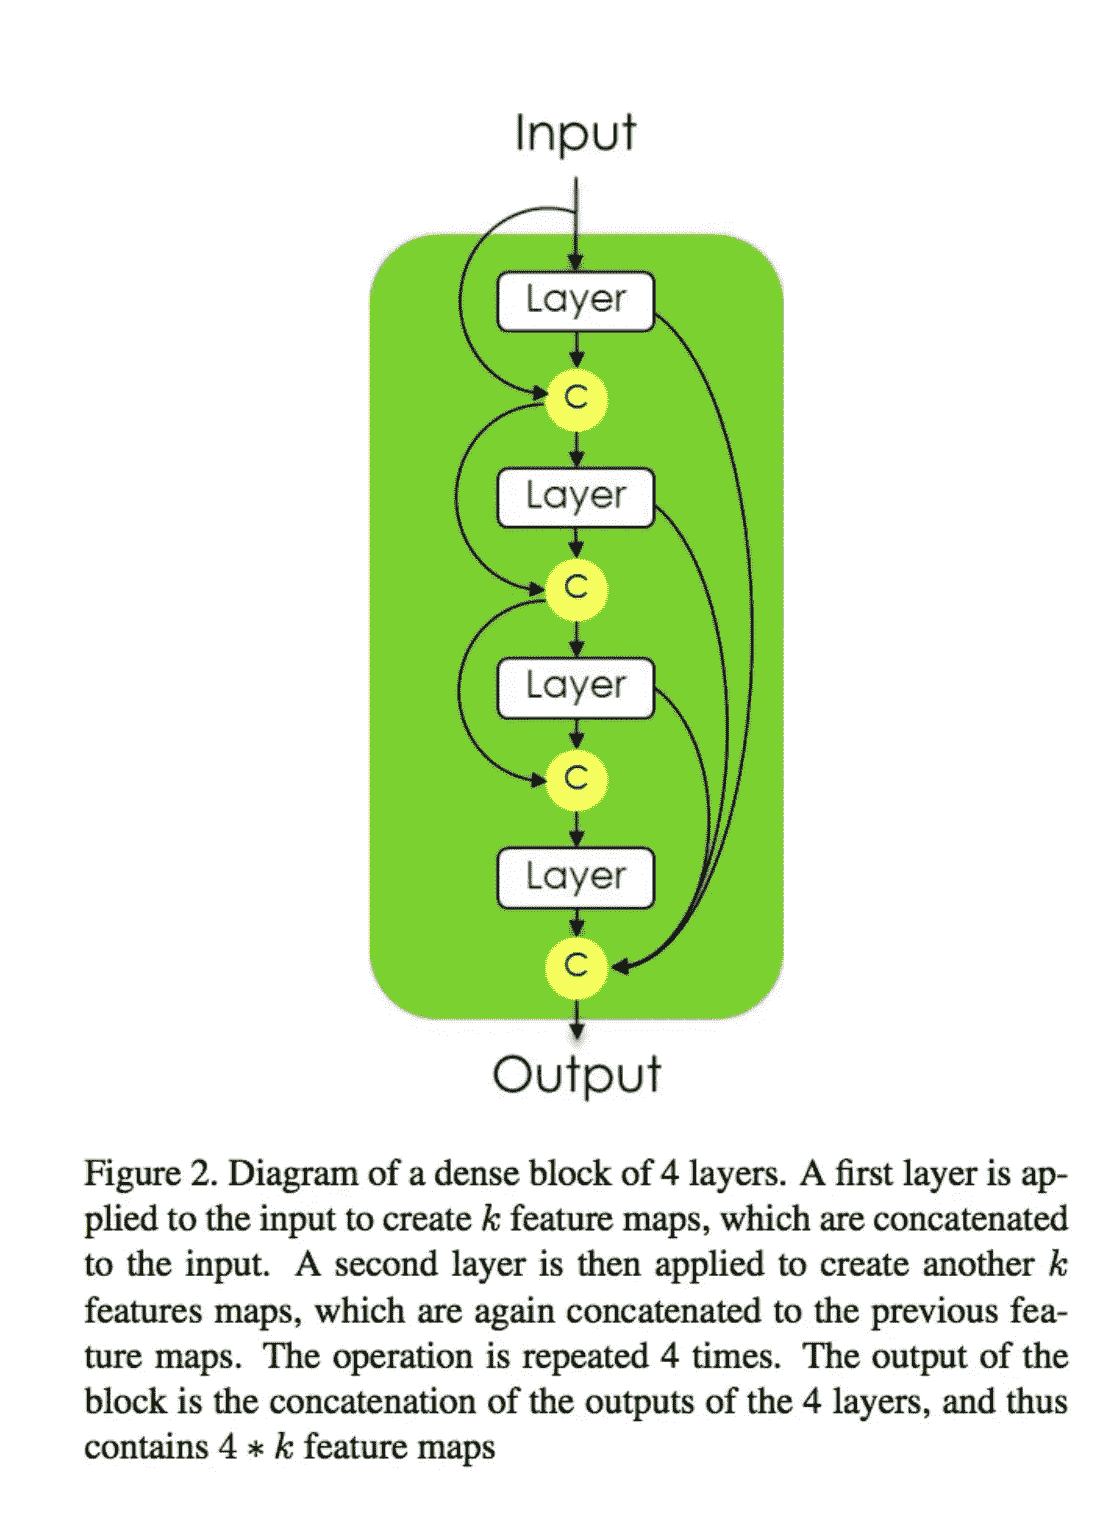 Input
Layer
C
Layer
C
Layer
C
Layer
C
Output
Figure 2. Diagram of a dense block of 4 layers. A first layer is ap-
plied to the input to create k feature maps, which are concatenated
to the input. A second layer is then applied to create another k
features maps, which are again concatenated to the previous fea-
ture maps. The operation is repeated 4 times. The output of the
block is the concatenation of the outputs of the 4 layers, and thus
contains 4 ∗ k feature maps